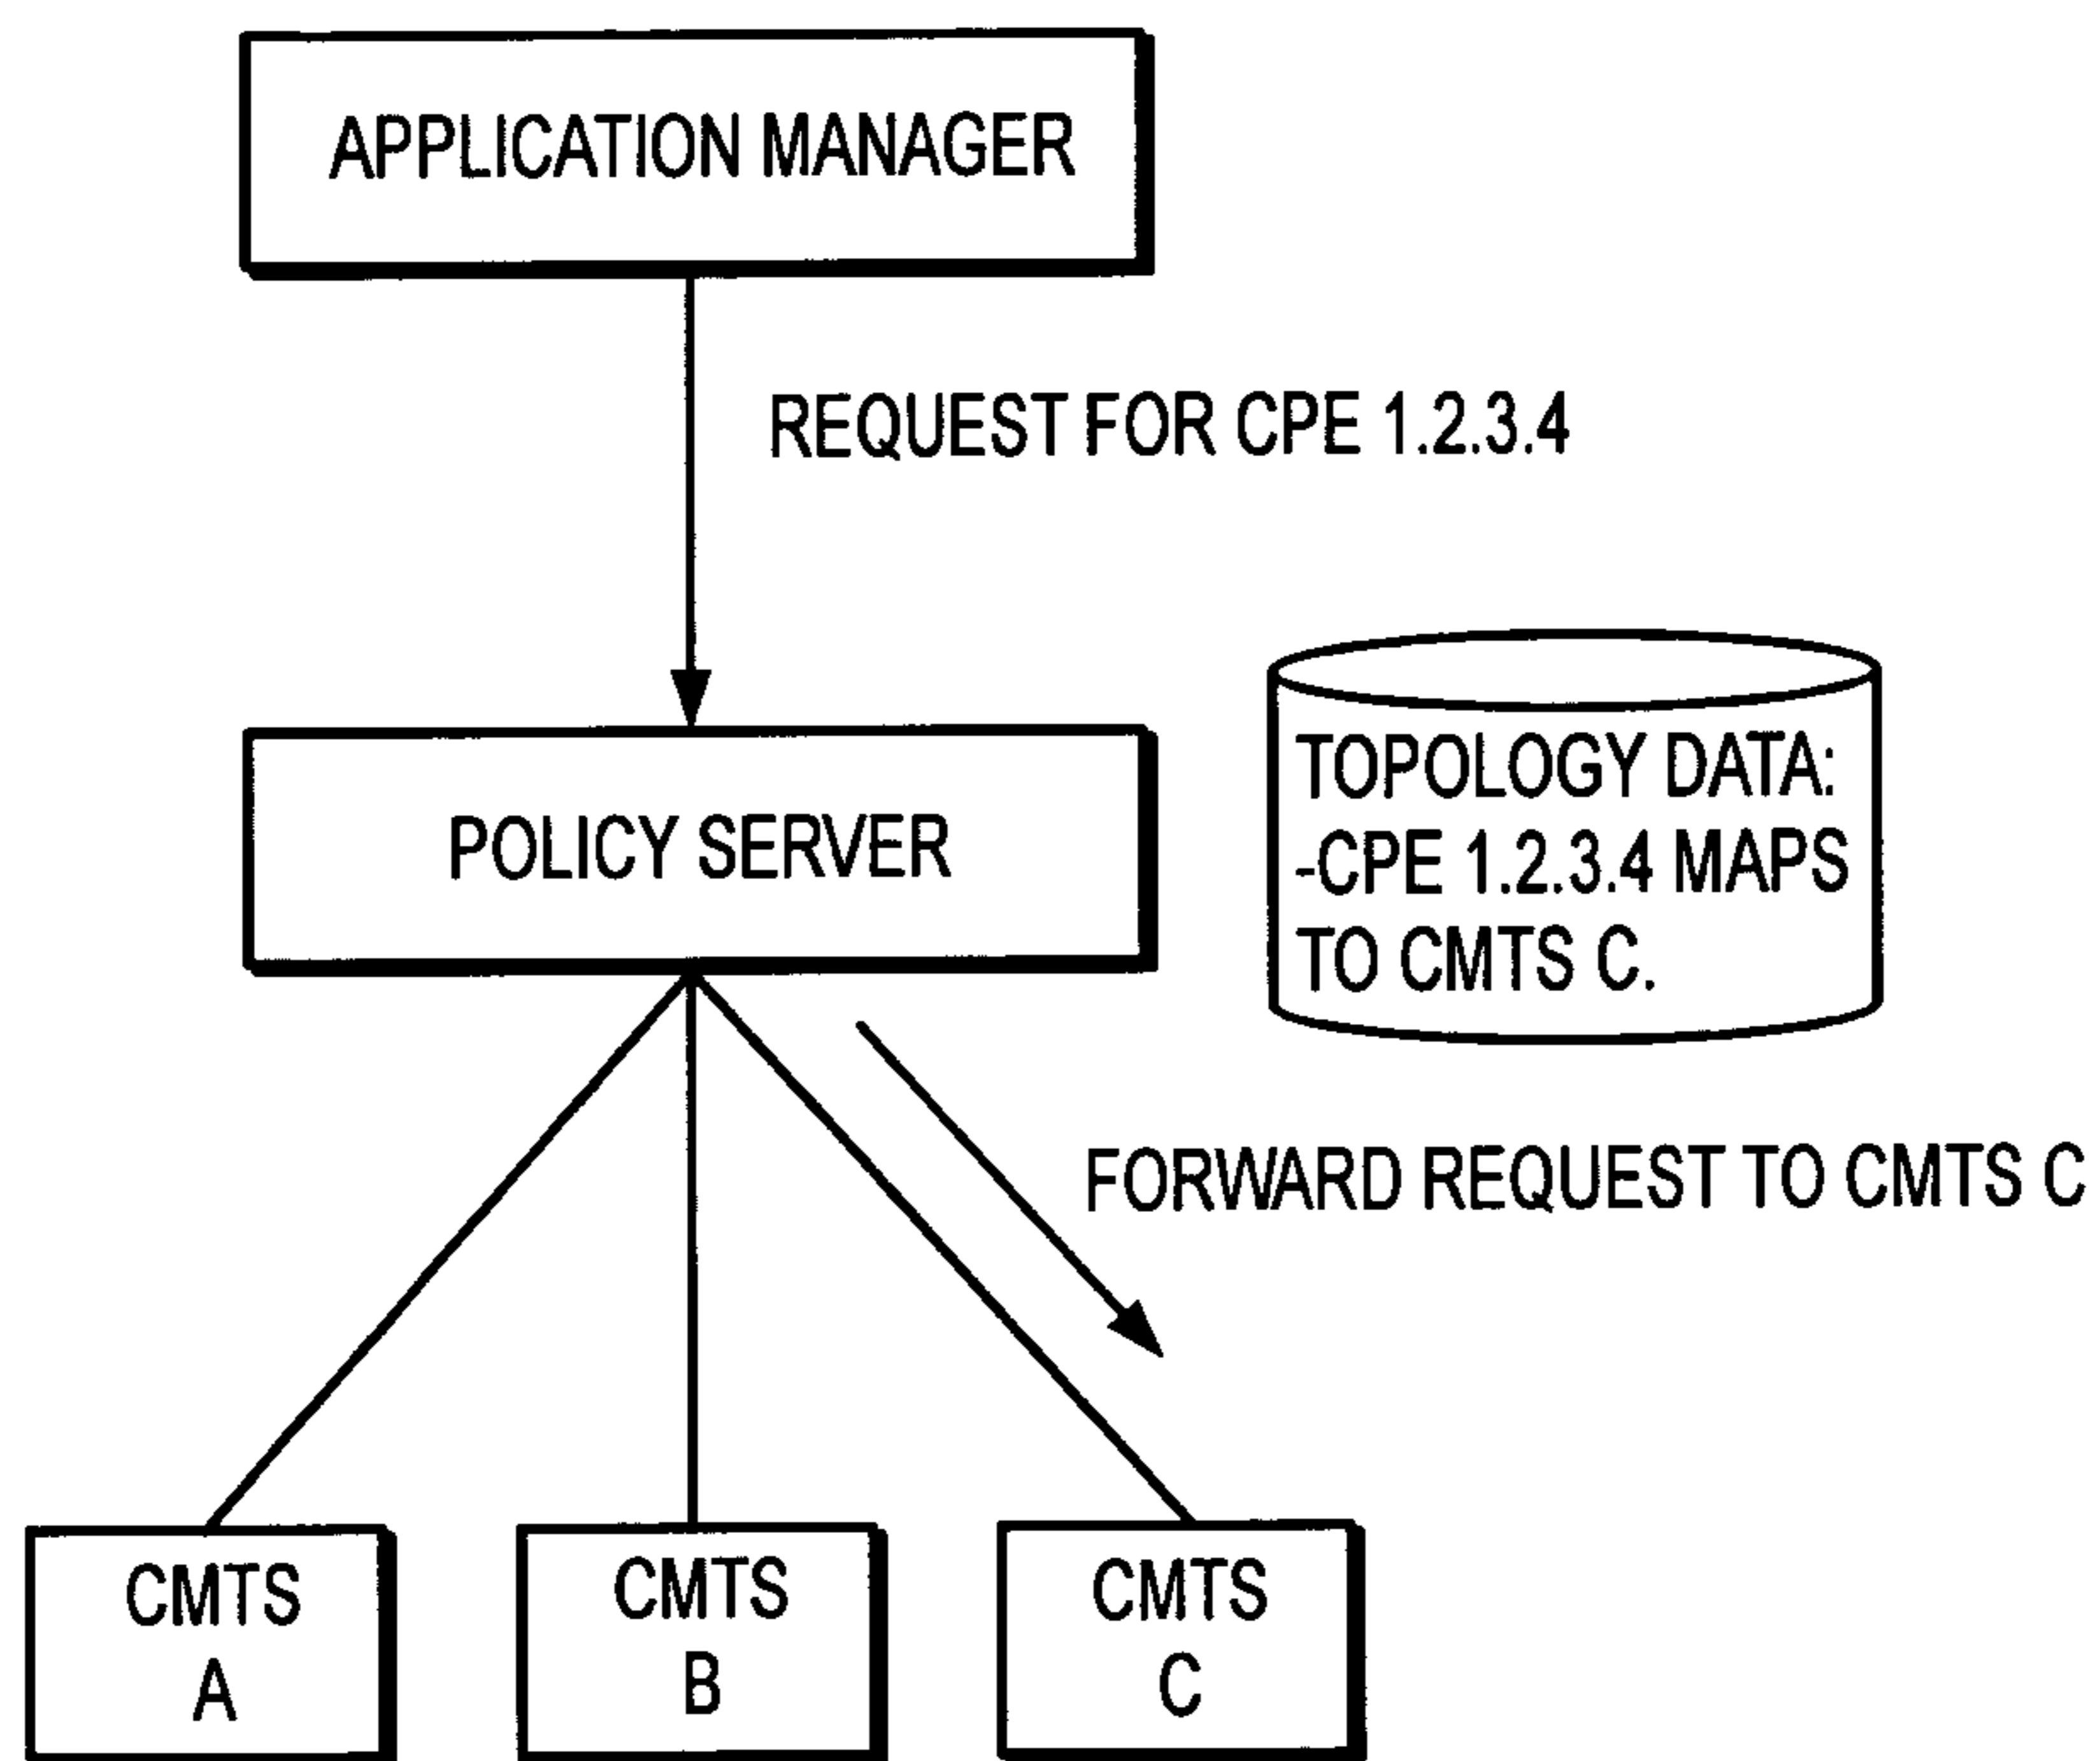 APPLICATION MANAGER
REQUEST FOR CPE 1.2.3.4
POLICY SERVER
TOPOLOGY DATA:
-CPE 1.2.3.4 MAPS
TO CMTS C.
FORWARD REQUEST TO CMTS C
CMTS
A
CMTS
B
CMTS
C